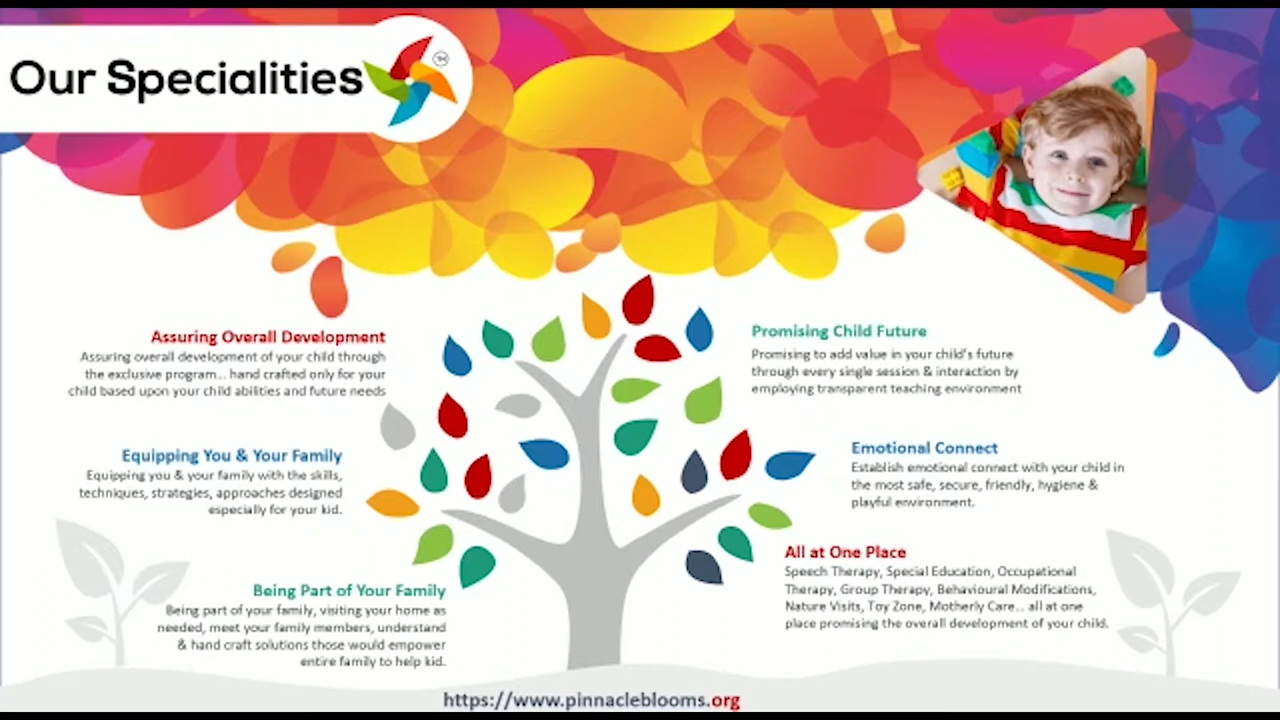 Our Specialities
TM
Assuring Overall Development
Assuring overall development of your child through
the exclusive program... hand crafted only for your
child based upon your child abilities and future needs
Equipping You & Your Family
Equipping you & your family with the skills,
techniques, strategies, approaches designed
especially for your kid.
Being Part of Your Family
Being part of your family, visiting your home as
needed, meet your family members, understand
& hand craft solutions those would empower
entire family to help kid.
Promising Child Future
Promising to add value in your child's future
through every single session & interaction by
employing transparent teaching environment
Emotional Connect
Establish emotional connect with your child in
the most safe, secure, friendly, hygiene &
playful environment.
All at One Place
Speech Therapy, Special Education, Occupational
Therapy, Group Therapy, Behavioural Modifications,
Nature Visits, Toy Zone, Motherly Care... all at one
place promising the overall development of your child.
https://www.pinnacleblooms.org